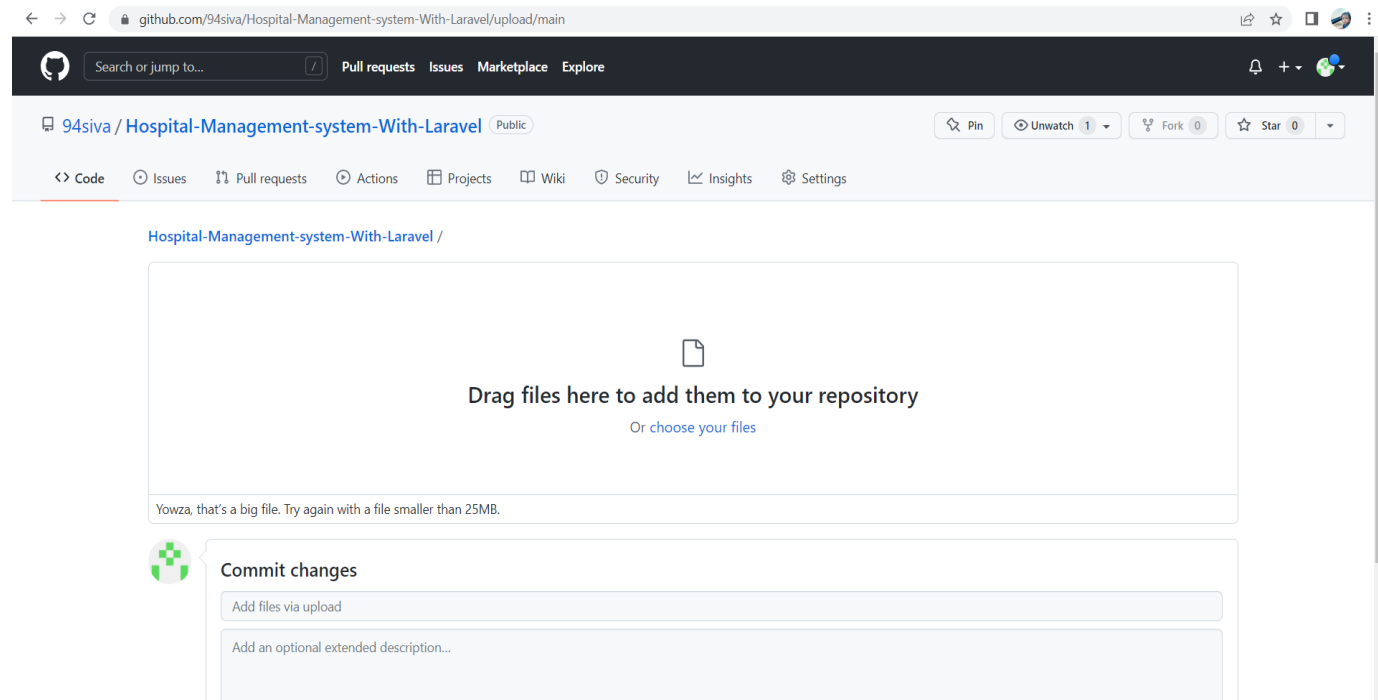 github.com/94siva/Hospital-Management-system-With-Laravel/upload/main
Search or jump to... / Pull requests Issues Marketplace Explore
94siva / Hospital-Management-system-With-Laravel Public Pin Unwatch 1 Fork 0 Star 0
Code Issues Pull requests Actions Projects Wiki Security Insights Settings
Hospital-Management-system-With-Laravel /
Drag files here to add them to your repository
Or choose your files
Yowza, that’s a big file. Try again with a file smaller than 25MB.
Commit changes
Add files via upload
Add an optional extended description...